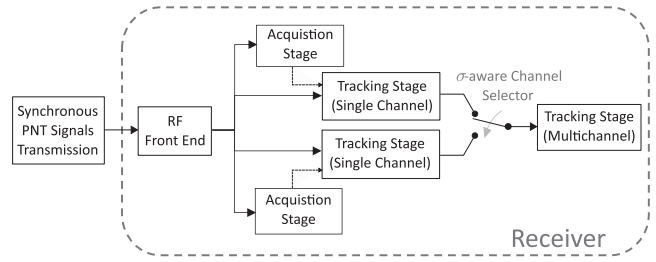 Acquistion
Stage
Tracking Stage
(Single Channel)
σ-aware Channel
Selector
Synchronous
PNT Signals
Transmission
RF
Front End
Tracking Stage
(Multichannel)
Tracking Stage
(Single Channel)
Acquistion
Stage
Receiver